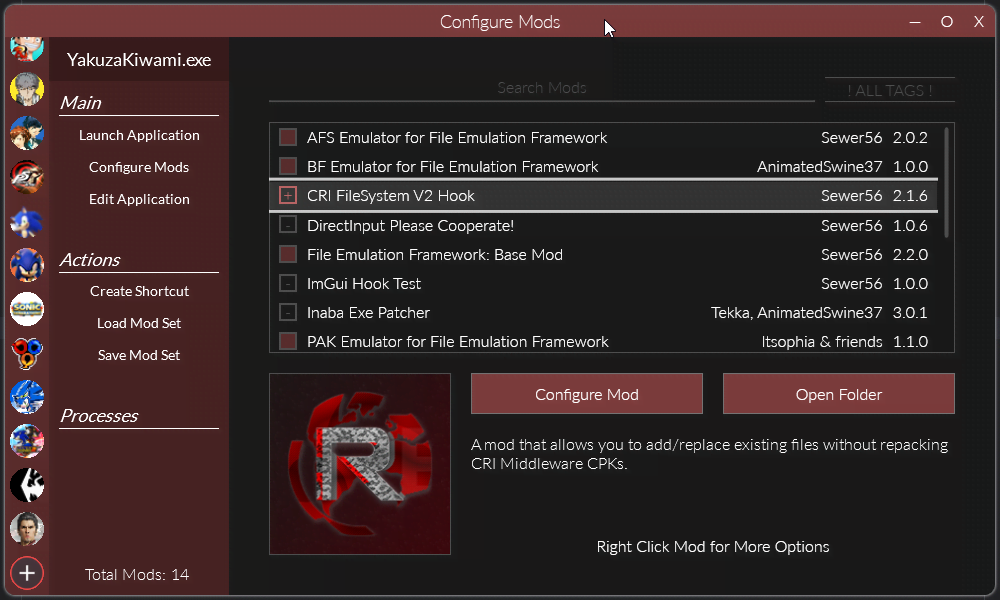 Configure Mods
YakuzaKiwami.exe
Main
Launch Application
Configure Mods
Edit Application
Actions
Create Shortcut
Load Mod Set
Save Mod Set
Processes
Total Mods: 14
Search Mods
! ALL TAGS !
AFS Emulator for File Emulation Framework Sewer56 2.0.2
BF Emulator for File Emulation Framework AnimatedSwine37 1.0.0
CRI FileSystem V2 Hook Sewer56 2.1.6
DirectInput Please Cooperate! Sewer56 1.0.6
File Emulation Framework: Base Mod Sewer56 2.2.0
ImGui Hook Test Sewer56 1.0.0
Inaba Exe Patcher Tekka, AnimatedSwine37 3.0.1
PAK Emulator for File Emulation Framework Itsophia & friends 1.1.0
R
Configure Mod
Open Folder
A mod that allows you to add/replace existing files without repacking
CRI Middleware CPKs.
Right Click Mod for More Options